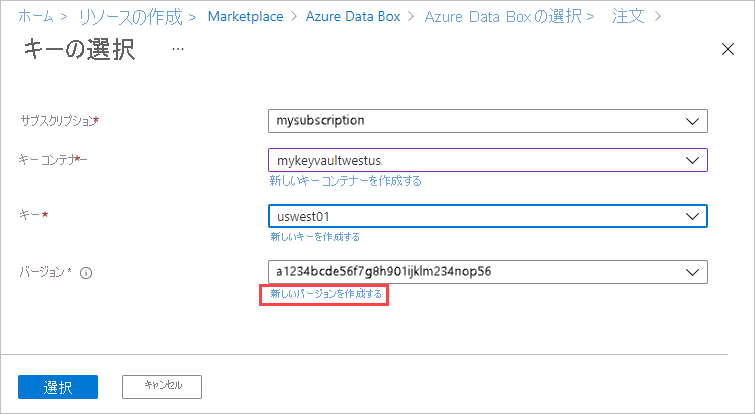 ホーム > リソースの作成 > Marketplace > Azure Data Box > Azure Data Boxの選択 > 注文 >
キーの選択 ...
サブスクリプション* mysubscription
キー コンテナー* mykeyvaultwestus
新しいキー コンテナーを作成する
キー* uswest01
新しいキーを作成する
バージョン * a1234bcde56f7g8h901ijklm234nop56
新しいバージョンを作成する
選択 キャンセル